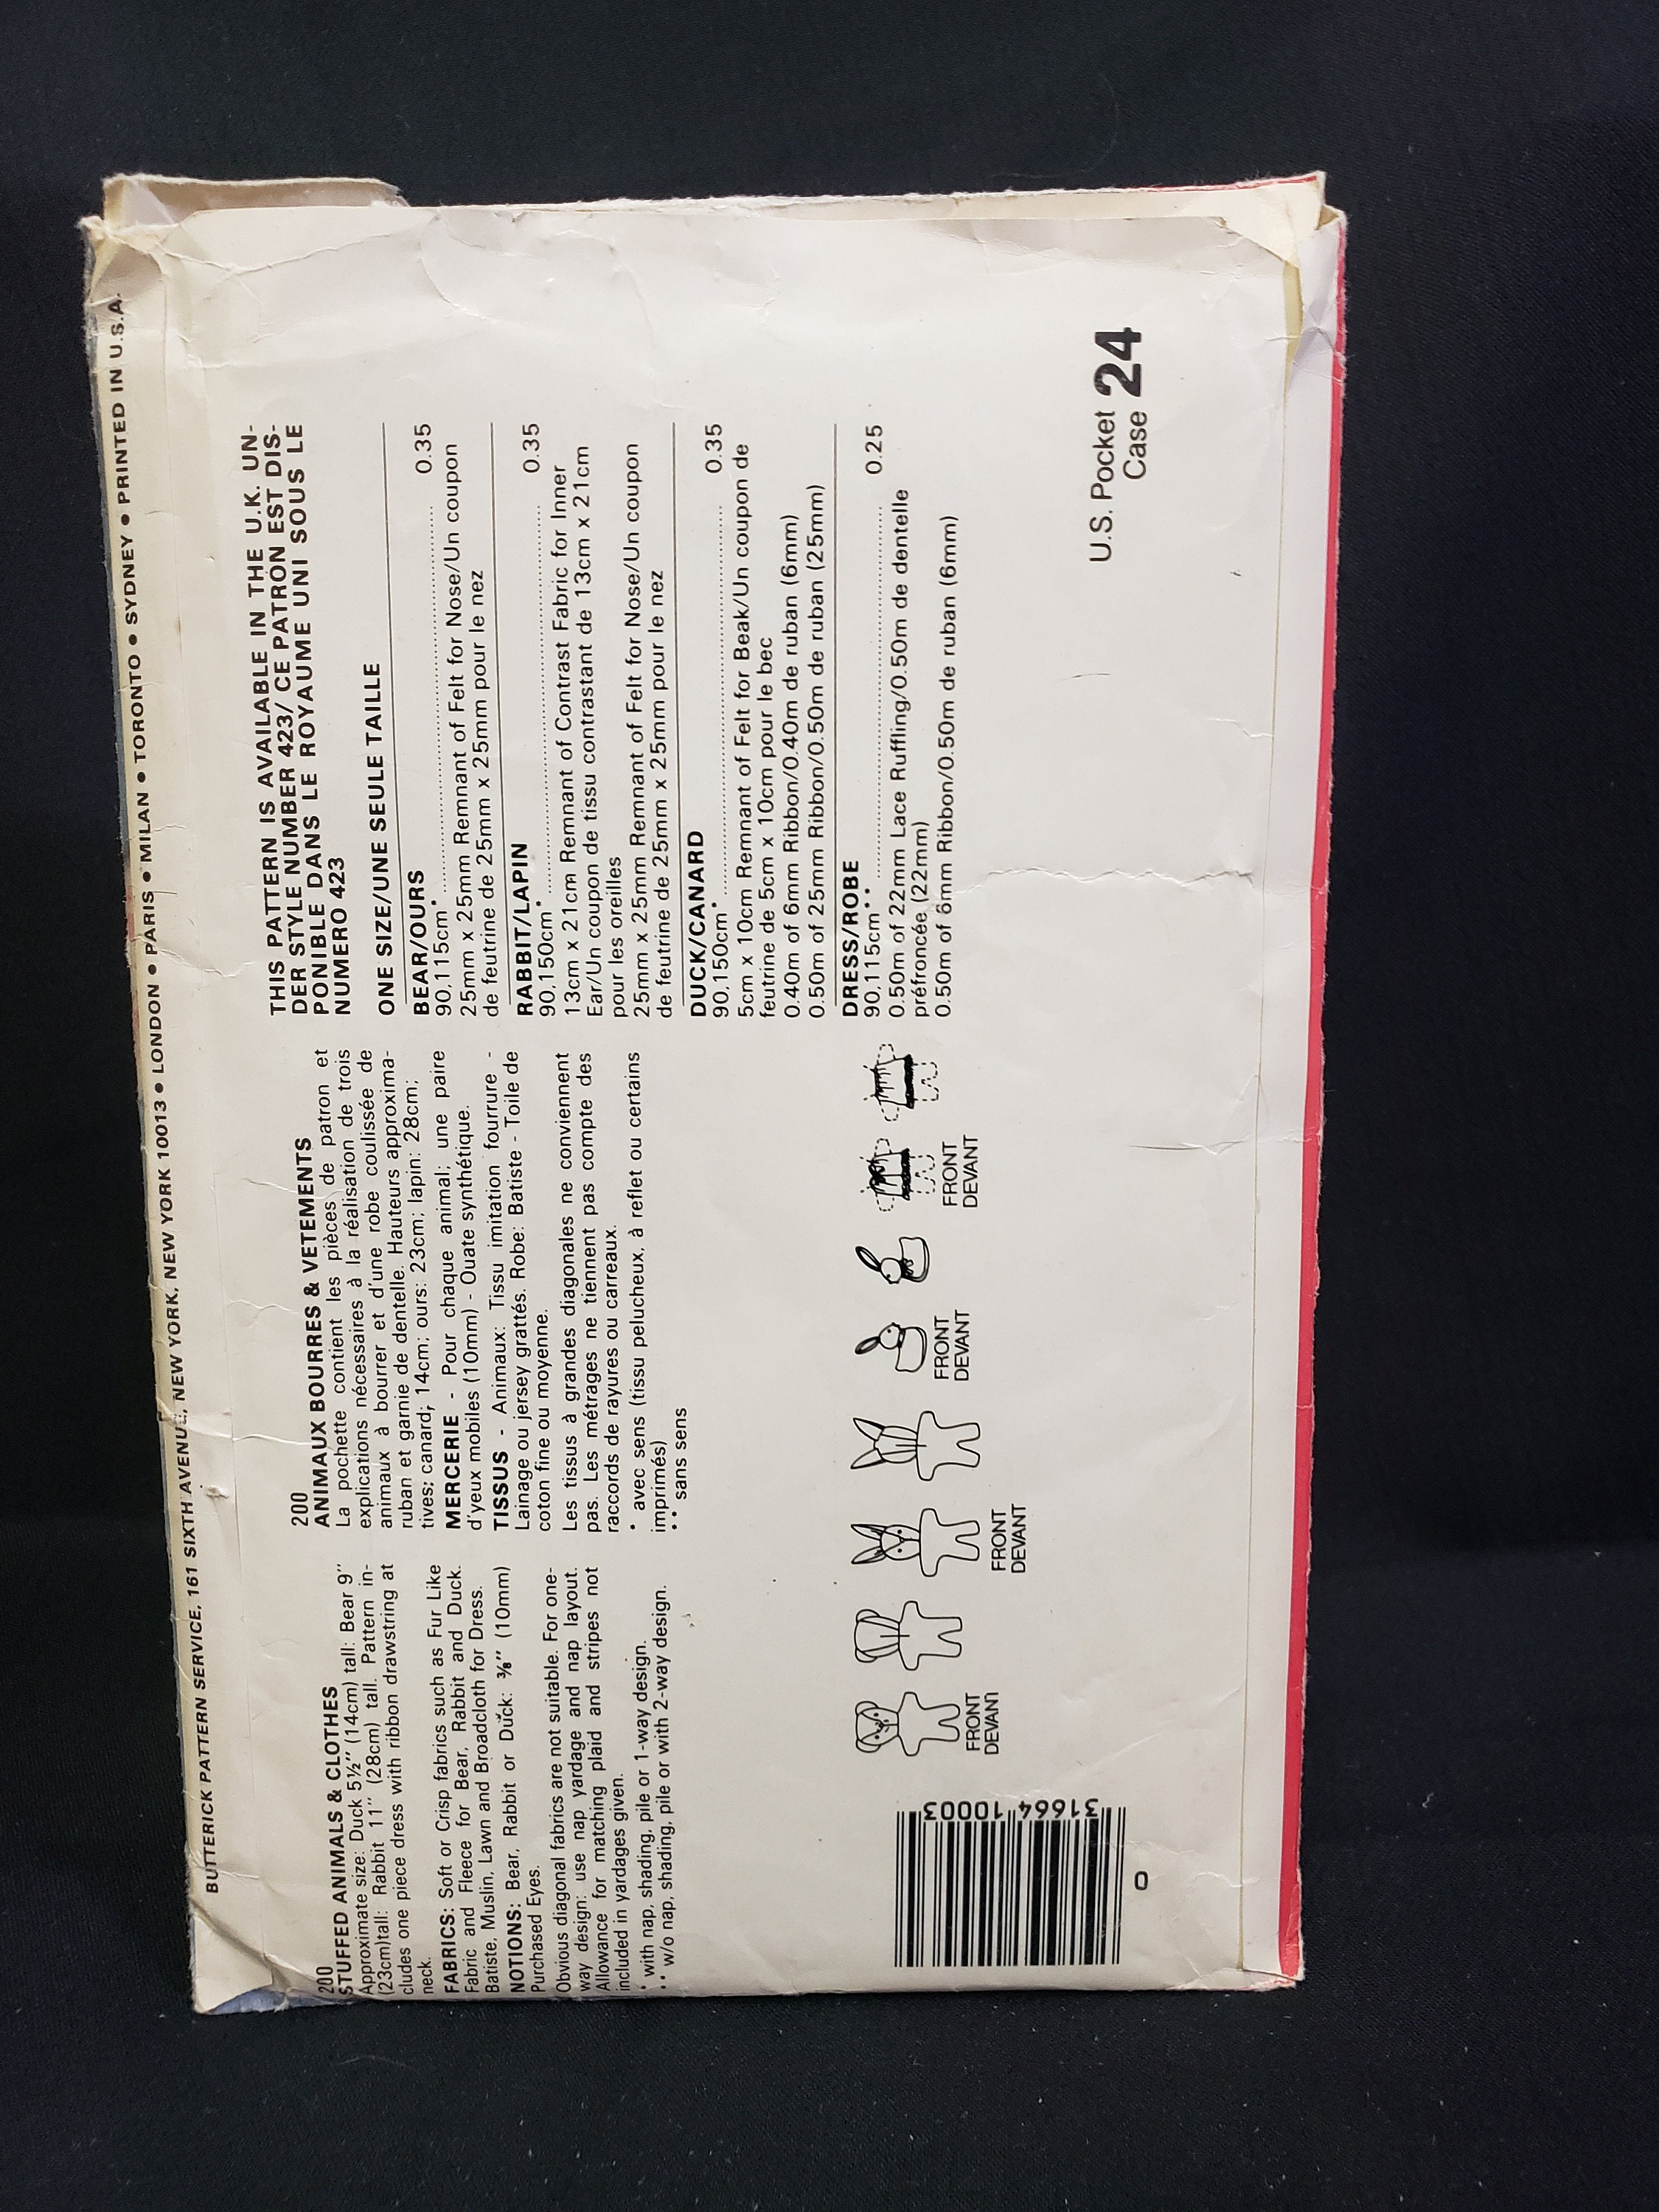 BUTTERICK PATTERN SERVICE, 161 SIXTH AVENUE, NEW YORK, NEW YORK 10013 • LONDON • PARIS • MILAN • TORONTO • SYDNEY • PRINTED IN U.S.A.
200
STUFFED ANIMALS & CLOTHES
Approximate size: Duck 5½″ (14cm) tall: Bear 9″
(23cm)tall: Rabbit 11″ (28cm) tall. Pattern in-
cludes one piece dress with ribbon drawstring at
neck.
FABRICS: Soft or Crisp fabrics such as Fur Like
Fabric and Fleece for Bear, Rabbit and Duck.
Batiste, Muslin, Lawn and Broadcloth for Dress.
NOTIONS: Bear, Rabbit or Duck: ⅜″ (10mm)
Purchased Eyes.
Obvious diagonal fabrics are not suitable. For one-
way design: use nap yardage and nap layout.
Allowance for matching plaid and stripes not
included in yardages given.
* with nap, shading, pile or 1-way design.
** w/o nap, shading, pile or with 2-way design.
200
ANIMAUX BOURRES & VETEMENTS
La pochette contient les pièces de patron et
explications nécessaires à la réalisation de trois
animaux à bourrer et d'une robe coulissée de
ruban et garnie de dentelle. Hauteurs approxima-
tives: canard; 14cm; ours: 23cm; lapin: 28cm;
MERCERIE - Pour chaque animal; une paire
d'yeux mobiles (10mm) - Ouate synthétique.
TISSUS - Animaux: Tissu imitation fourrure -
Lainage ou jersey grattés. Robe: Batiste - Toile de
coton fine ou moyenne.
Les tissus à grandes diagonales ne conviennent
pas. Les métrages ne tiennent pas compte des
raccords de rayures ou carreaux.
* avec sens (tissu pelucheux, à reflet ou certains
imprimés)
** sans sens
THIS PATTERN IS AVAILABLE IN THE U.K. UN-
DER STYLE NUMBER 423/ CE PATRON EST DIS-
PONIBLE DANS LE ROYAUME UNI SOUS LE
NUMERO 423
ONE SIZE/UNE SEULE TAILLE
BEAR/OURS
90,115cm* ........ 0.35
25mm x 25mm Remnant of Felt for Nose/Un coupon
de feutrine de 25mm x 25mm pour le nez
RABBIT/LAPIN
90,150cm* ........ 0.35
13cm x 21cm Remnant of Contrast Fabric for Inner
Ear/Un coupon de tissu contrastant de 13cm x 21cm
pour les oreilles
25mm x 25mm Remnant of Felt for Nose/Un coupon
de feutrine de 25mm x 25mm pour le nez
DUCK/CANARD
90,150cm* ........ 0.35
5cm x 10cm Remnant of Felt for Beak/Un coupon de
feutrine de 5cm x 10cm pour le bec
0.40m of 6mm Ribbon/0.40m de ruban (6mm)
0.50m of 25mm Ribbon/0.50m de ruban (25mm)
DRESS/ROBE
90,115cm** ........ 0.25
0.50m of 22mm Lace Ruffling/0.50m de dentelle
préfroncée (22mm)
0.50m of 6mm Ribbon/0.50m de ruban (6mm)
FRONT
DEVANT
FRONT
DEVANT
FRONT
DEVANT
FRONT
DEVANT
31664 10003
0
U.S. Pocket
Case 24